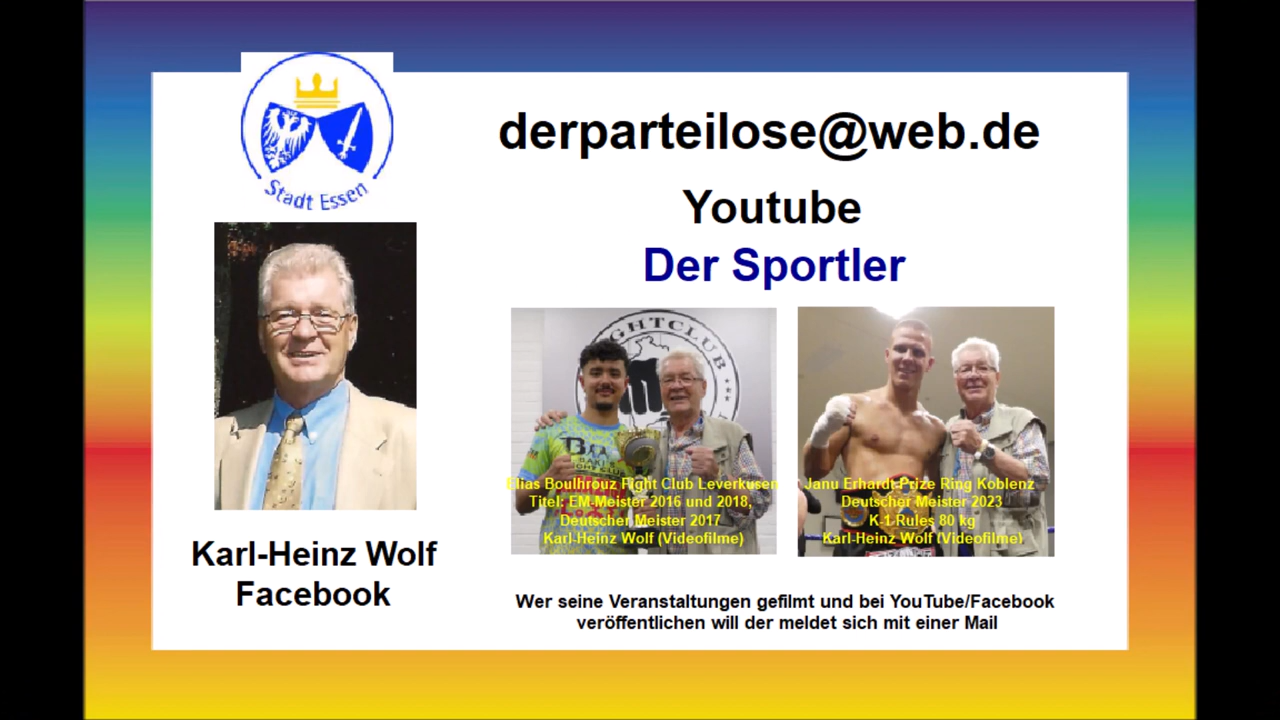 Stadt Essen
derparteilose@web.de
Youtube
Der Sportler
FIGHTCLUB
Elias Boulhrouz Fight Club Leverkusen
Titel: EM-Meister 2016 und 2018,
Deutscher Meister 2017
Karl-Heinz Wolf (Videofilme)
Janu Erhardt Prize Ring Koblenz
Deutscher Meister 2023
K-1 Rules 80 kg
Karl-Heinz Wolf (Videofilme)
Karl-Heinz Wolf
Facebook
Wer seine Veranstaltungen gefilmt und bei YouTube/Facebook
veröffentlichen will der meldet sich mit einer Mail